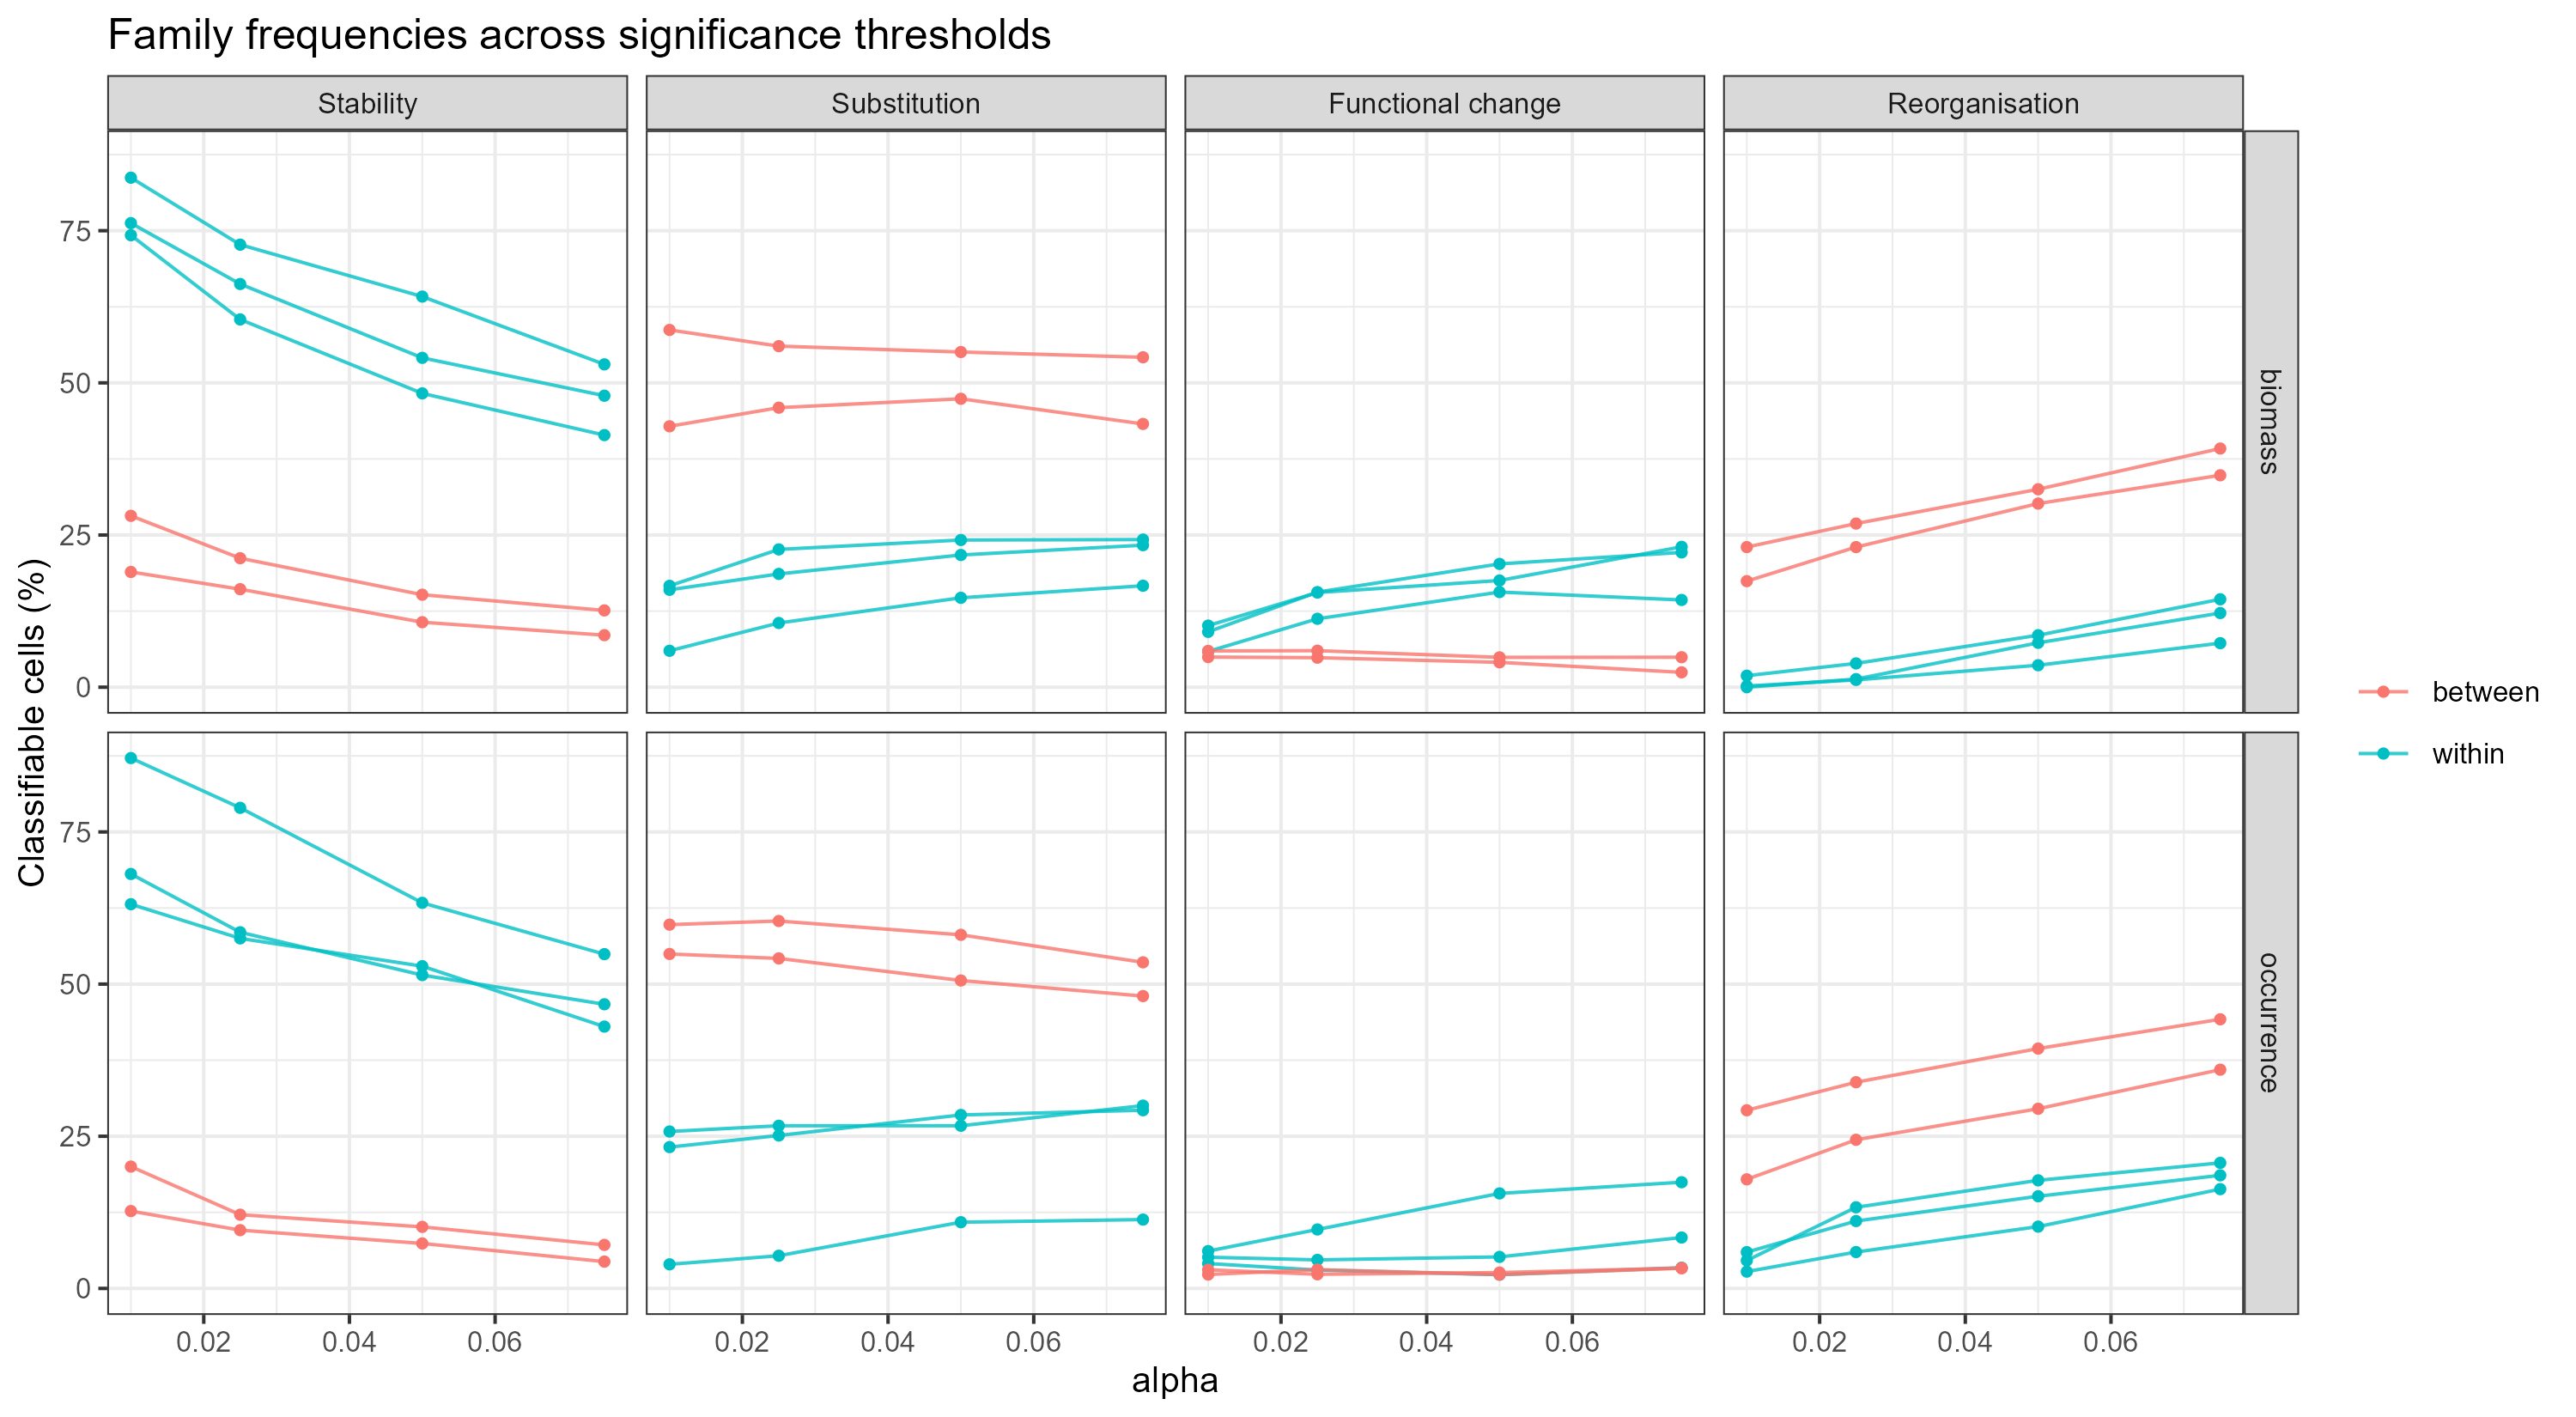 Family frequencies across significance thresholds
Stability
Substitution
Functional change
Reorganisation
75
50
25
0
biomass
75
50
25
0
occurrence
Classifiable cells (%)
0.02 0.04 0.06
0.02 0.04 0.06
0.02 0.04 0.06
0.02 0.04 0.06
alpha
between
within